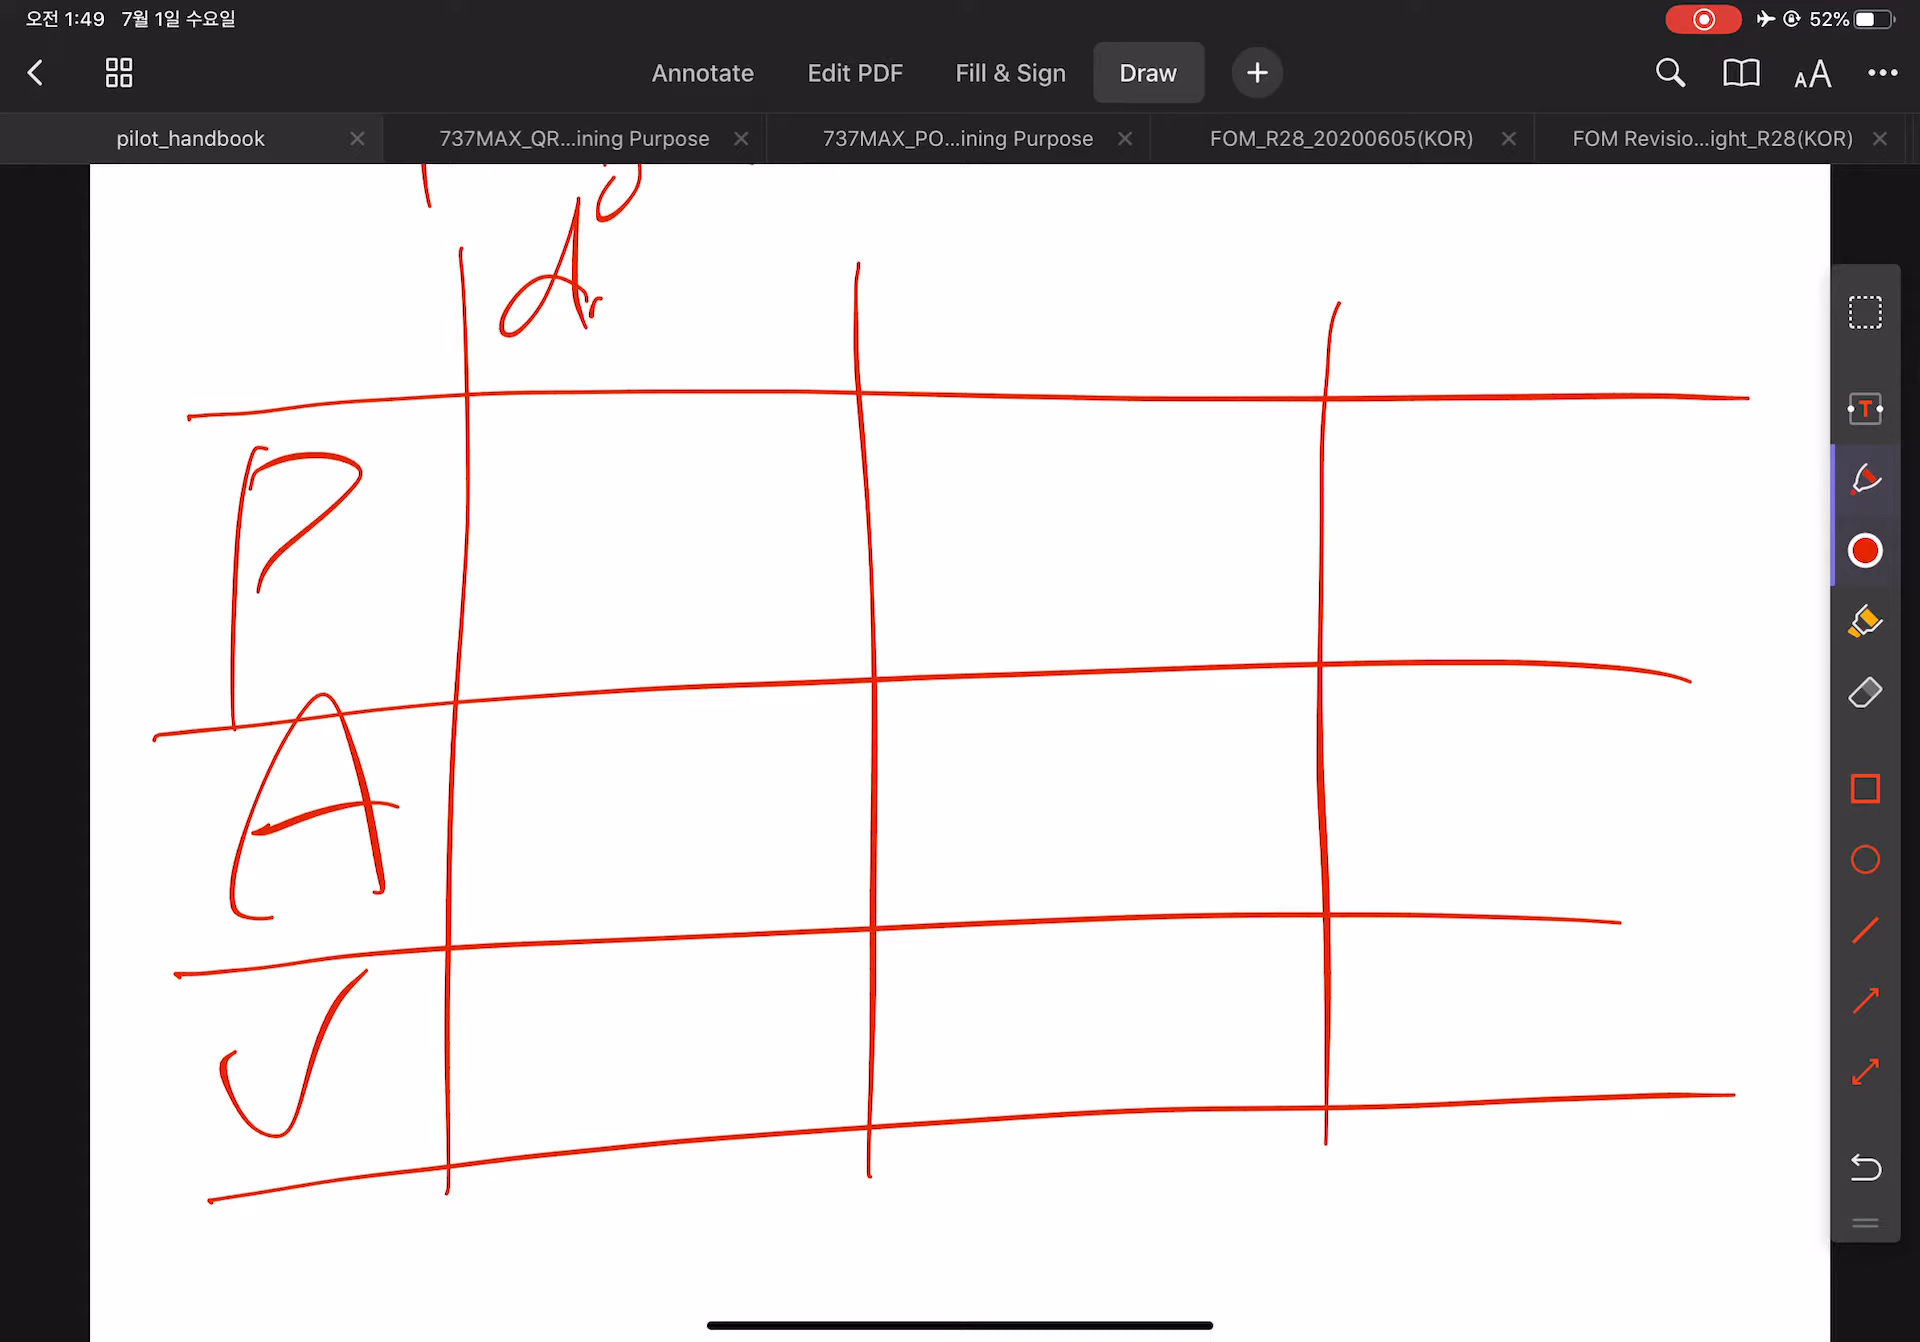 오전 1:49 7월 1일 수요일 52%
Annotate Edit PDF Fill & Sign Draw AA
pilot_handbook 737MAX_QR...ining Purpose 737MAX_PO...ining Purpose FOM_R28_20200605(KOR) FOM Revisio...ight_R28(KOR)
T
P
A